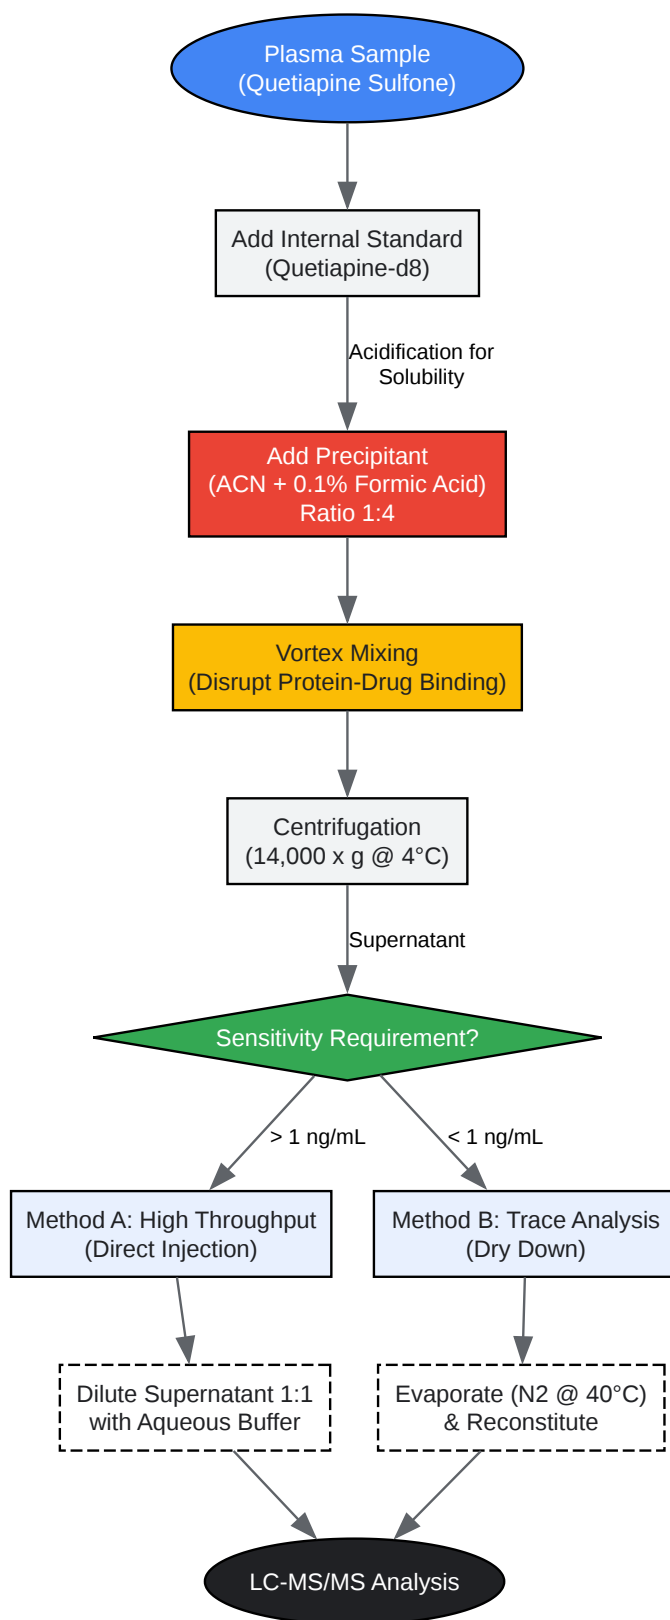 Plasma Sample
(Quetiapine Sulfone)
Add Internal Standard
(Quetiapine-d8)
Acidification for
Solubility
Add Precipitant
(ACN + 0.1% Formic Acid)
Ratio 1:4
Vortex Mixing
(Disrupt Protein-Drug Binding)
Centrifugation
(14,000 x g @ 4°C)
Supernatant
Sensitivity Requirement?
> 1 ng/mL
< 1 ng/mL
Method A: High Throughput
(Direct Injection)
Method B: Trace Analysis
(Dry Down)
Dilute Supernatant 1:1
with Aqueous Buffer
Evaporate (N2 @ 40°C)
& Reconstitute
LC-MS/MS Analysis